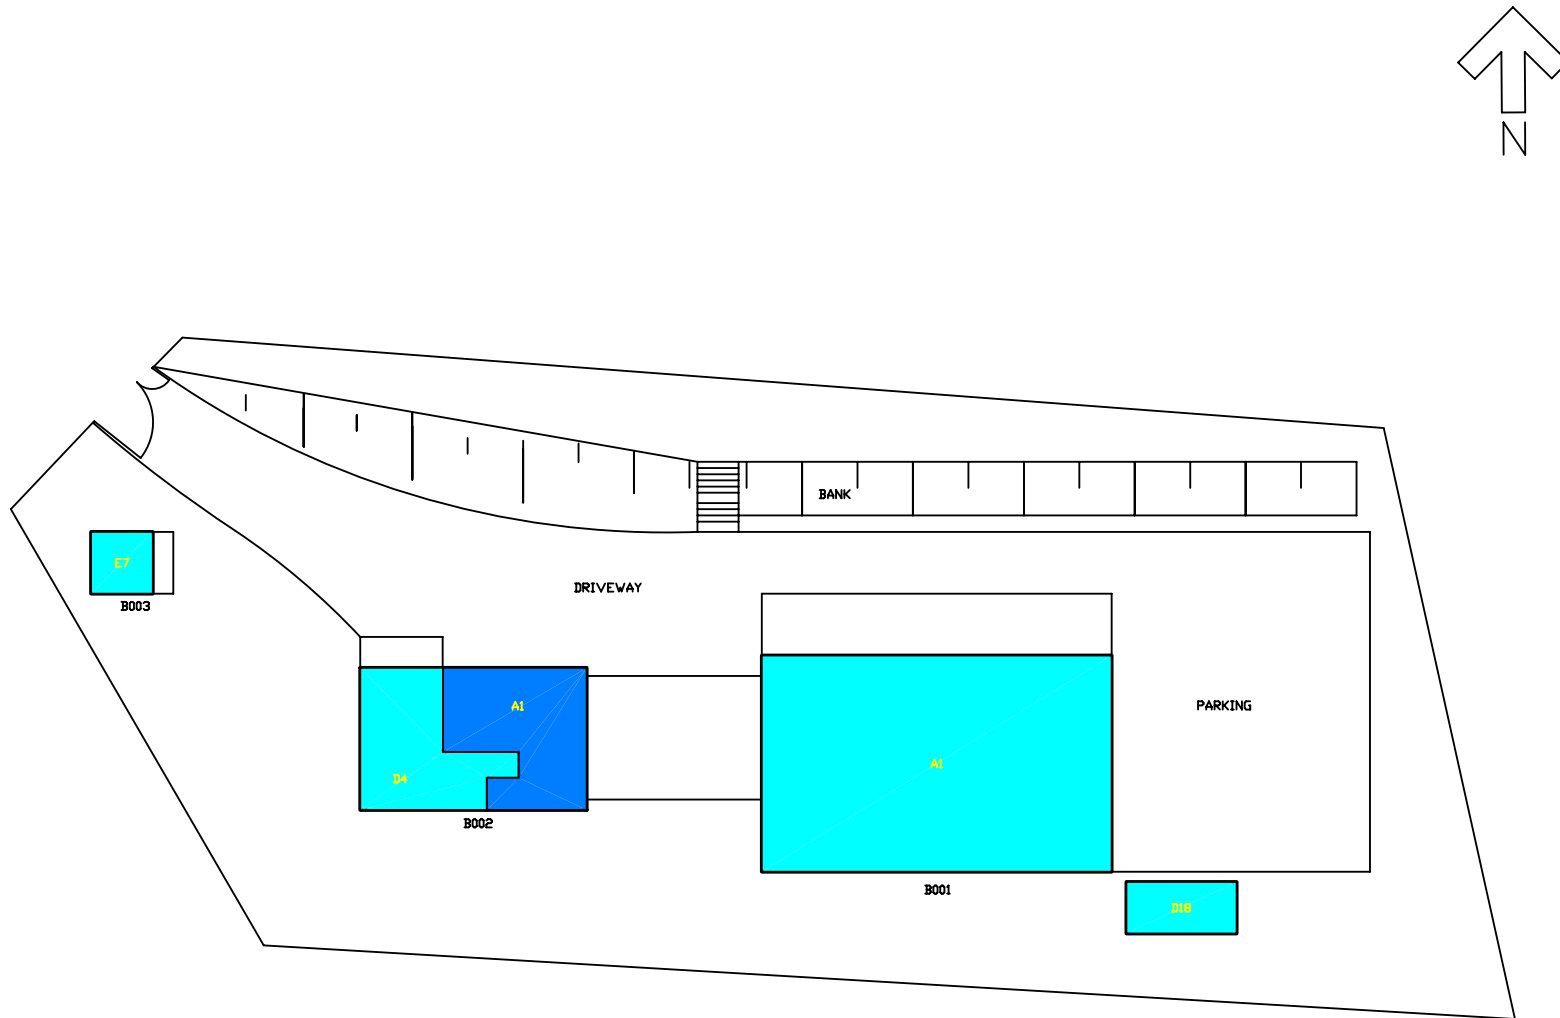 N
BANK
E7
DRIVEWAY
B003
A1
PARKING
A1
D4
B002
B001
D18